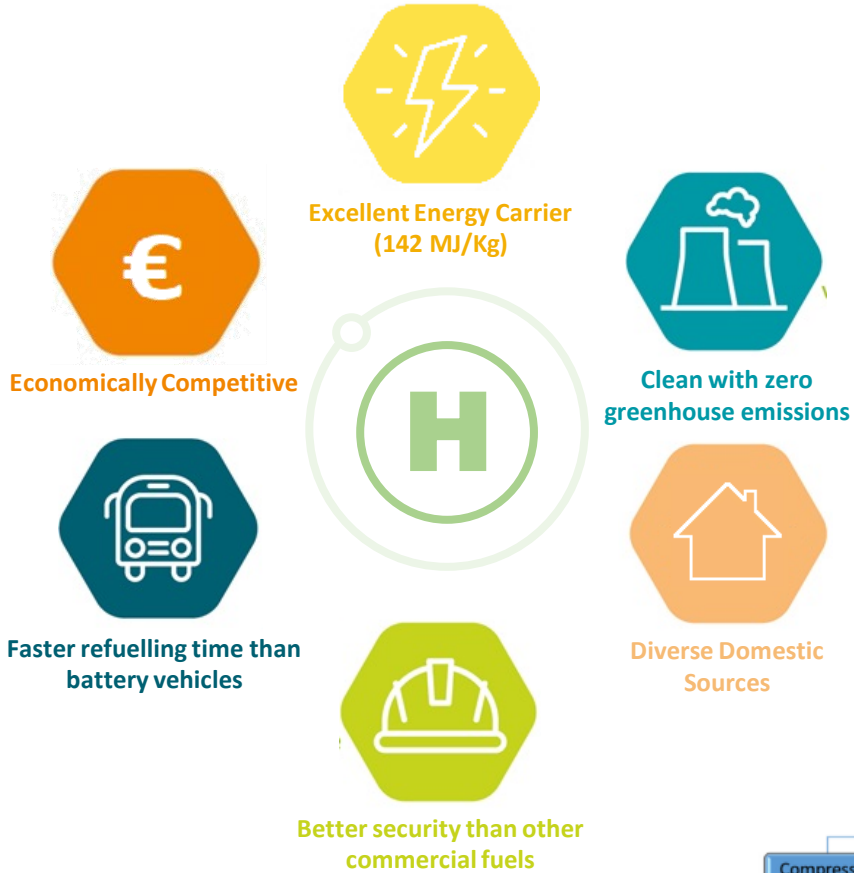 Excellent Energy Carrier
(142 MJ/Kg)
€
Economically Competitive
Clean with zero
greenhouse emissions
H
Faster refuelling time than
battery vehicles
Diverse Domestic
Sources
Better security than other
commercial fuels